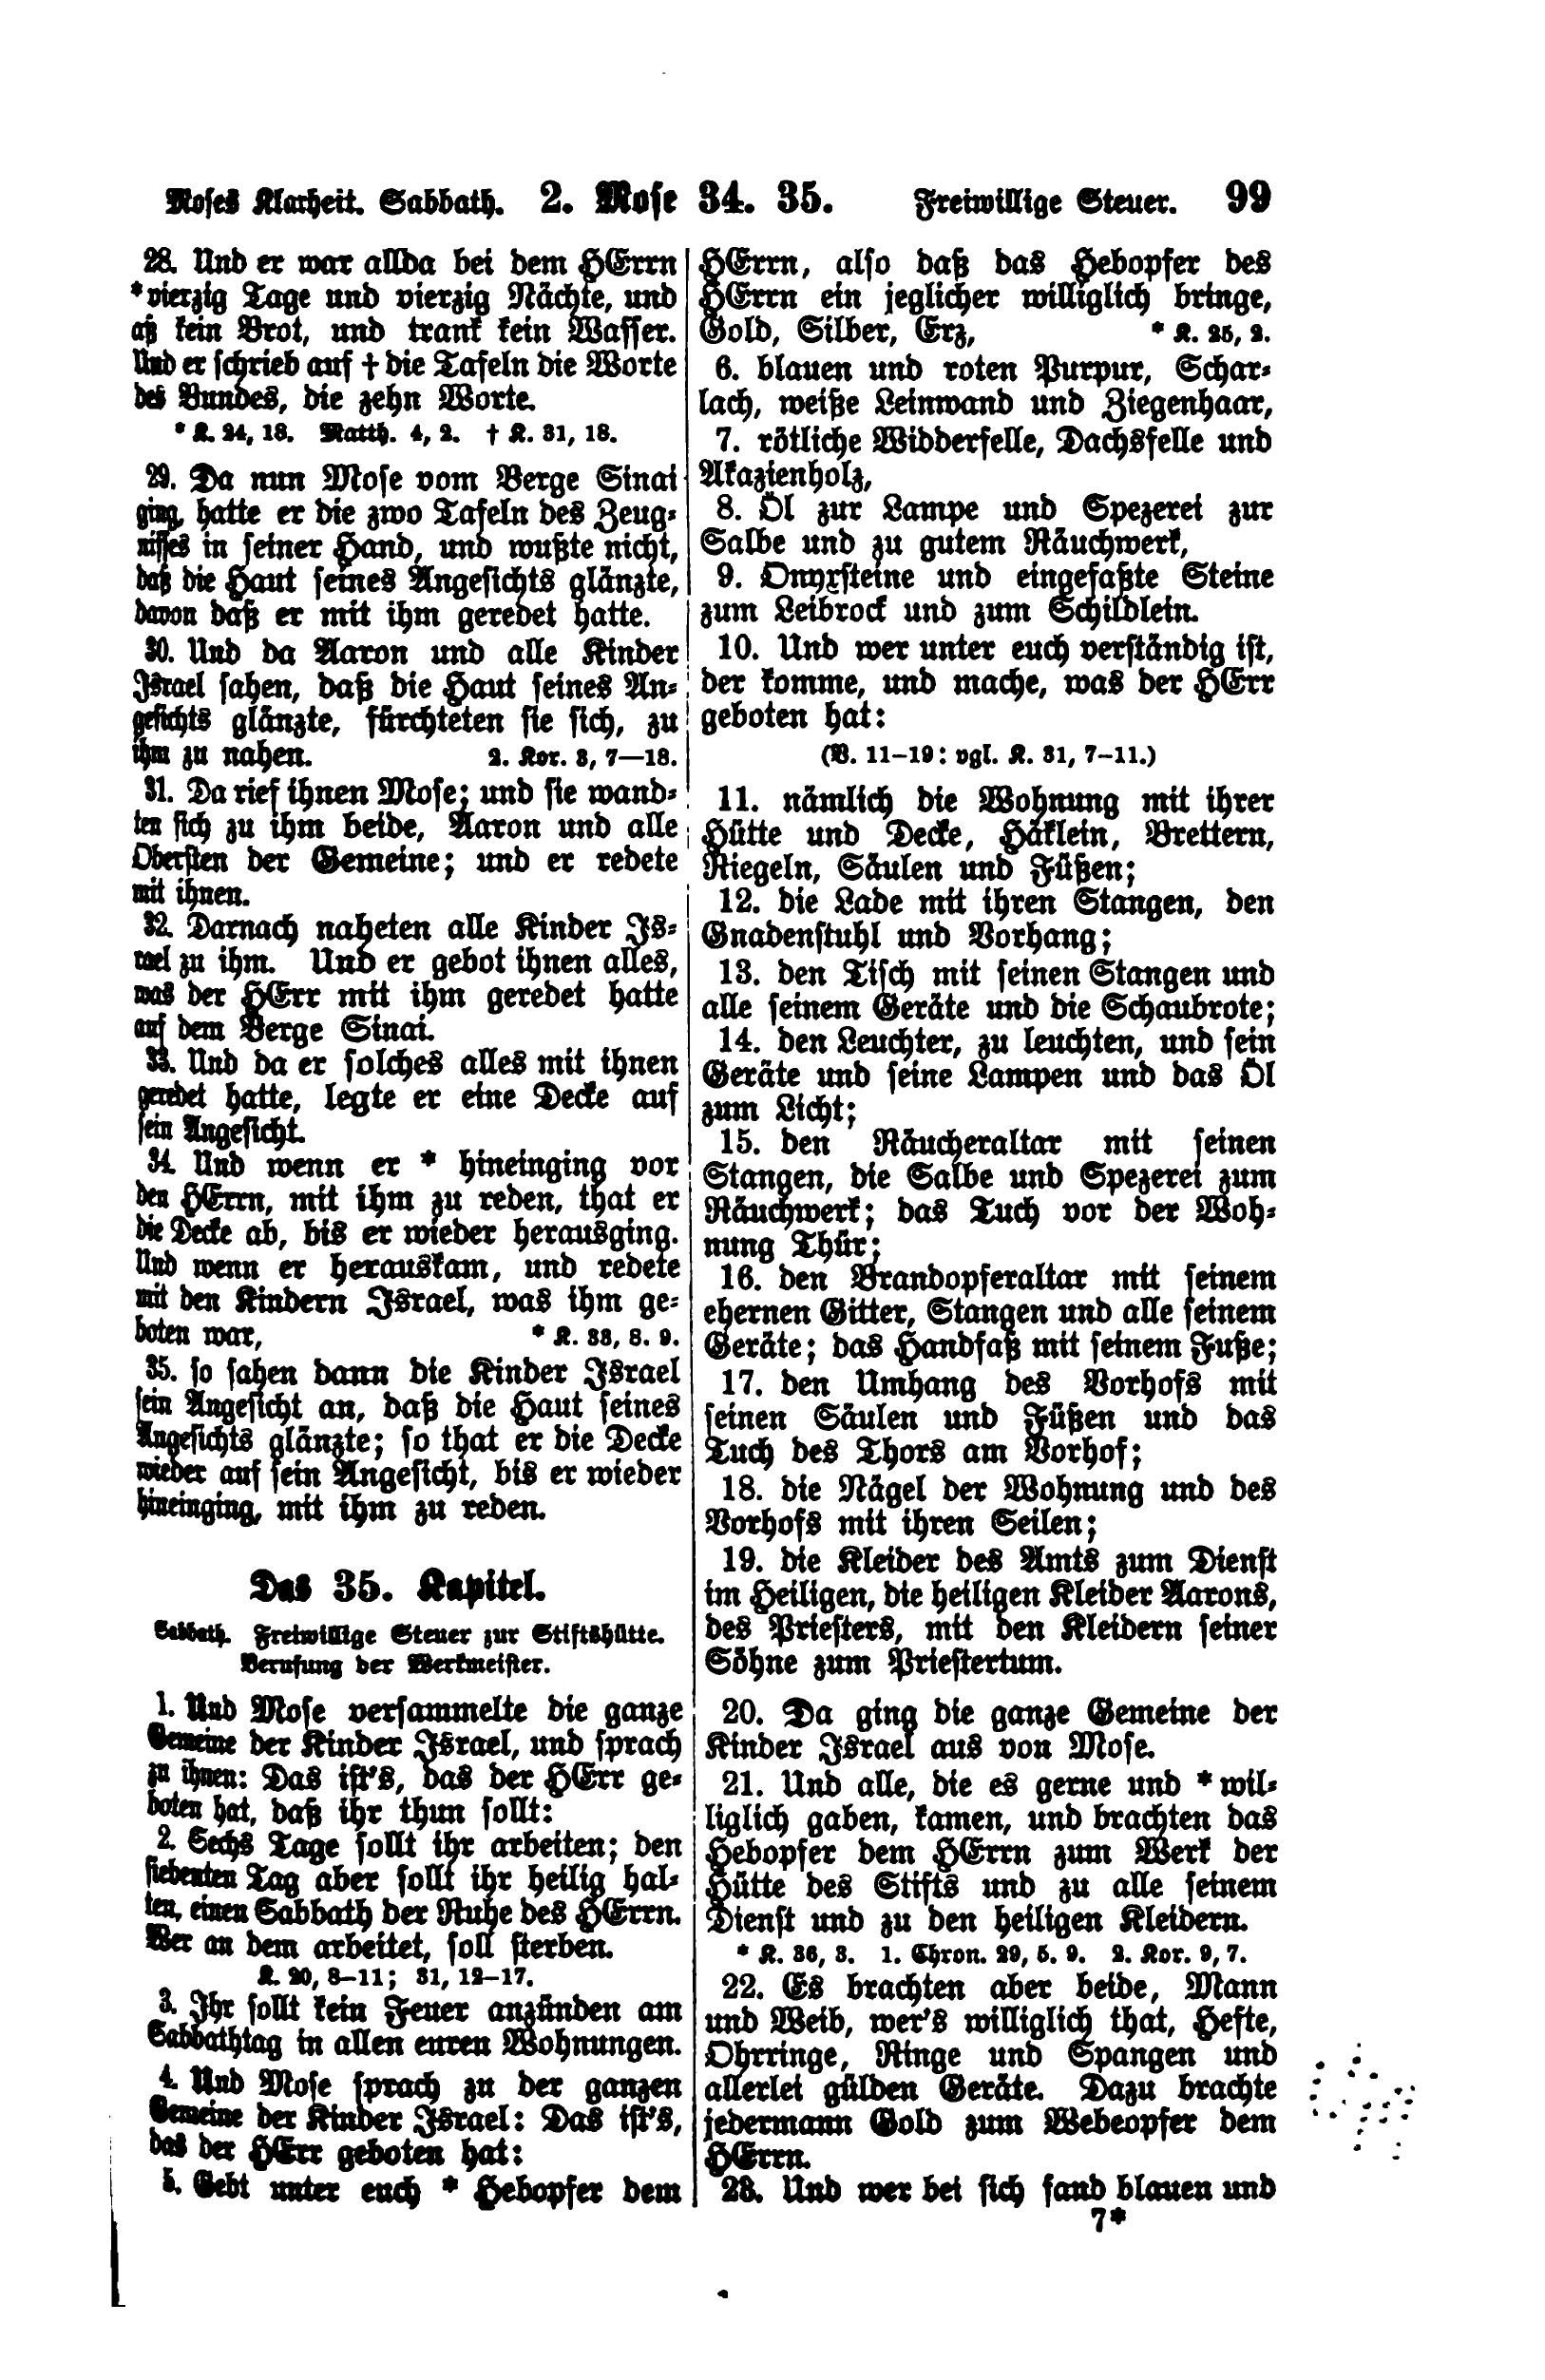 Moses Klarheit. Sabbath. 2. Mose 34. 35. Freiwillige Steuer. 99
28. Und er war allda bei dem HErrn
*vierzig Tage und vierzig Nächte, und
aß kein Brot, und trank kein Wasser.
Und er schrieb auf † die Tafeln die Worte
des Bundes, die zehn Worte.
* K. 24, 18. Matth. 4, 2. † K. 31, 18.
29. Da nun Mose vom Berge Sinai
ging, hatte er die zwo Tafeln des Zeug-
nisses in seiner Hand, und wußte nicht,
daß die Haut seines Angesichts glänzte,
davon daß er mit ihm geredet hatte.
30. Und da Aaron und alle Kinder
Israel sahen, daß die Haut seines An-
gesichts glänzte, fürchteten sie sich, zu
ihm zu nahen. 2. Kor. 3, 7—18.
31. Da rief ihnen Mose; und sie wand-
ten sich zu ihm beide, Aaron und alle
Obersten der Gemeine; und er redete
mit ihnen.
32. Darnach naheten alle Kinder Is-
rael zu ihm. Und er gebot ihnen alles,
was der HErr mit ihm geredet hatte
auf dem Berge Sinai.
33. Und da er solches alles mit ihnen
geredet hatte, legte er eine Decke auf
sein Angesicht.
34. Und wenn er * hineinging vor
den HErrn, mit ihm zu reden, that er
die Decke ab, bis er wieder herausging.
Und wenn er herauskam, und redete
mit den Kindern Israel, was ihm ge-
boten war, * K. 33, 8. 9.
35. so sahen dann die Kinder Israel
sein Angesicht an, daß die Haut seines
Angesichts glänzte; so that er die Decke
wieder auf sein Angesicht, bis er wieder
hineinging, mit ihm zu reden.
Das 35. Kapitel.
Sabbath. Freiwillige Steuer zur Stiftshütte.
Berufung der Werkmeister.
1. Und Mose versammelte die ganze
Gemeine der Kinder Israel, und sprach
zu ihnen: Das ist's, das der HErr ge-
boten hat, daß ihr thun sollt:
2. Sechs Tage sollt ihr arbeiten; den
siebenten Tag aber sollt ihr heilig hal-
ten, einen Sabbath der Ruhe des HErrn.
Wer an dem arbeitet, soll sterben.
K. 20, 8–11; 31, 12–17.
3. Ihr sollt kein Feuer anzünden am
Sabbathtag in allen euren Wohnungen.
4. Und Mose sprach zu der ganzen
Gemeine der Kinder Israel: Das ist's,
das der HErr geboten hat:
5. Gebt unter euch * Hebopfer dem
HErrn, also daß das Hebopfer des
HErrn ein jeglicher williglich bringe,
Gold, Silber, Erz, * K. 25, 2.
6. blauen und roten Purpur, Schar-
lach, weiße Leinwand und Ziegenhaar,
7. rötliche Widderfelle, Dachsfelle und
Akazienholz,
8. Öl zur Lampe und Spezerei zur
Salbe und zu gutem Räuchwerk,
9. Onyxsteine und eingefaßte Steine
zum Leibrock und zum Schildlein.
10. Und wer unter euch verständig ist,
der komme, und mache, was der HErr
geboten hat:
(V. 11–19: vgl. K. 31, 7–11.)
11. nämlich die Wohnung mit ihrer
Hütte und Decke, Häklein, Brettern,
Riegeln, Säulen und Füßen;
12. die Lade mit ihren Stangen, den
Gnadenstuhl und Vorhang;
13. den Tisch mit seinen Stangen und
alle seinem Geräte und die Schaubrote;
14. den Leuchter, zu leuchten, und sein
Geräte und seine Lampen und das Öl
zum Licht;
15. den Räucheraltar mit seinen
Stangen, die Salbe und Spezerei zum
Räuchwerk; das Tuch vor der Woh-
nung Thür;
16. den Brandopferaltar mit seinem
ehernen Gitter, Stangen und alle seinem
Geräte; das Handfaß mit seinem Fuße;
17. den Umhang des Vorhofs mit
seinen Säulen und Füßen und das
Tuch des Thors am Vorhof;
18. die Nägel der Wohnung und des
Vorhofs mit ihren Seilen;
19. die Kleider des Amts zum Dienst
im Heiligen, die heiligen Kleider Aarons,
des Priesters, mit den Kleidern seiner
Söhne zum Priestertum.
20. Da ging die ganze Gemeine der
Kinder Israel aus von Mose.
21. Und alle, die es gerne und * wil-
liglich gaben, kamen, und brachten das
Hebopfer dem HErrn zum Werk der
Hütte des Stifts und zu alle seinem
Dienst und zu den heiligen Kleidern.
* K. 36, 3. 1. Chron. 29, 5. 9. 2. Kor. 9, 7.
22. Es brachten aber beide, Mann
und Weib, wer's williglich that, Hefte,
Ohrringe, Ringe und Spangen und
allerlei gülden Geräte. Dazu brachte
jedermann Gold zum Webeopfer dem
HErrn.
23. Und wer bei sich fand blauen und
7*